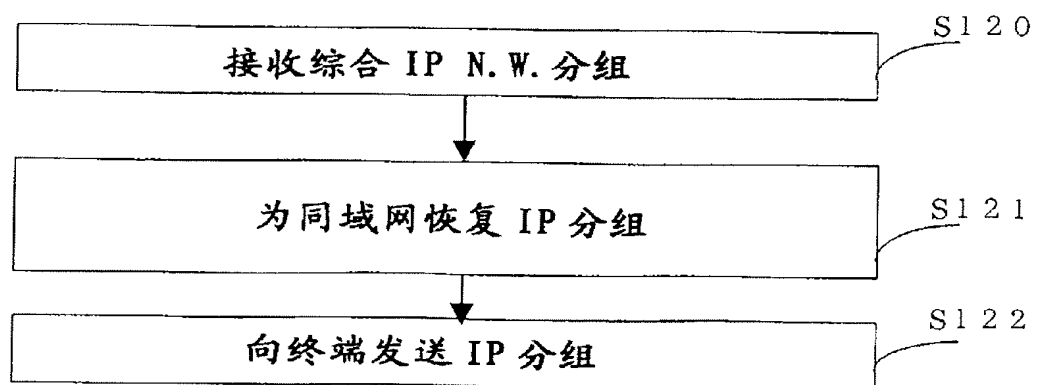 S120
接收综合 IP N.W.分组
为同域网恢复 IP 分组
S121
向终端发送 IP 分组
S122